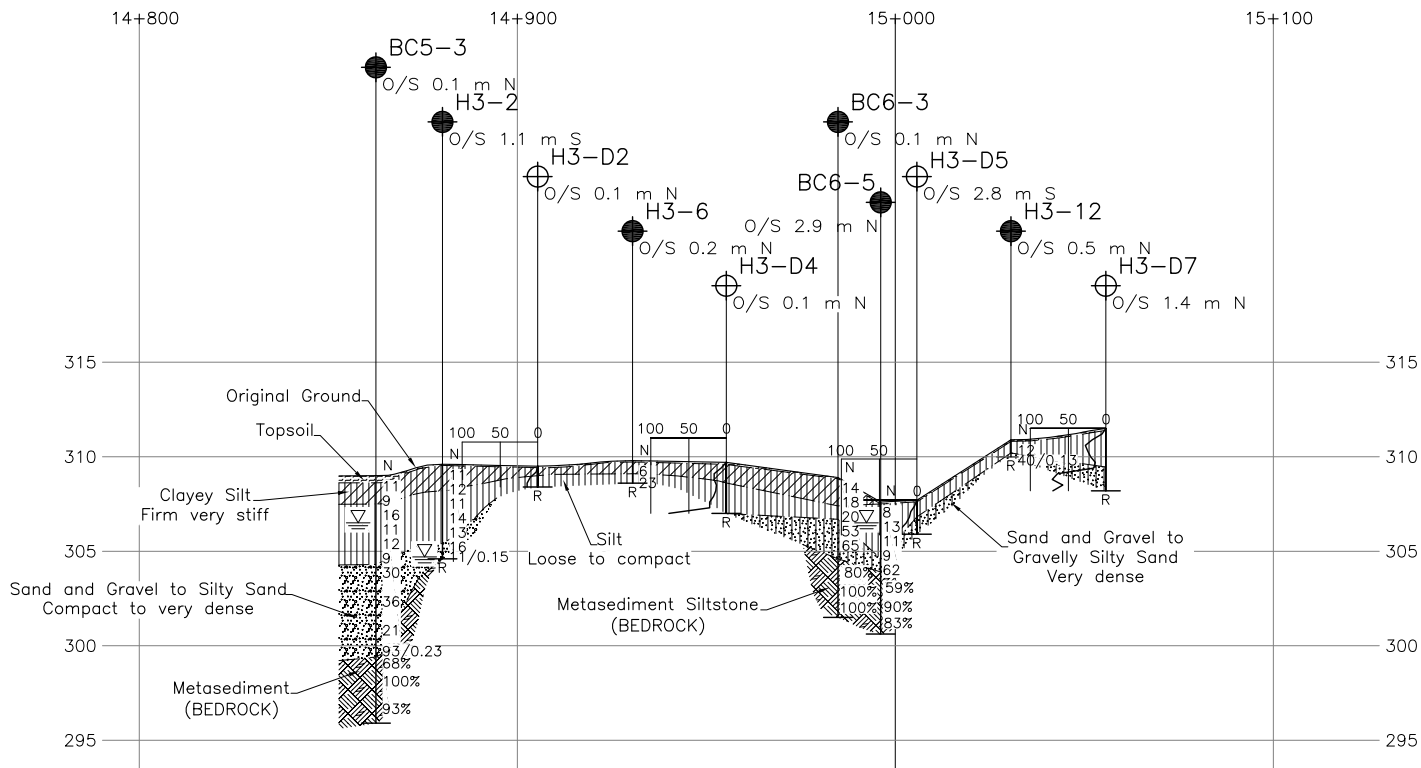 14+800
14+900
15+000
15+100
BC5-3
O/S 0.1 m N
H3-2
O/S 1.1 m S
H3-D2
O/S 0.1 m N
H3-6
O/S 0.2 m N
H3-D4
O/S 0.1 m N
BC6-3
O/S 0.1 m N
BC6-5
O/S 2.9 m N
H3-D5
O/S 2.8 m S
H3-12
O/S 0.5 m N
H3-D7
O/S 1.4 m N
315
315
Original Ground
Topsoil
100 50 0
100 50 0
100 50 0
100 50 0
310
310
Clayey Silt
Firm very stiff
N
11
9
16
11
12
9
30
36
21
93/0.23
68%
100%
93%
N
11
12
11
14
13
16
1/0.15
R
R
N
6
23
R
R
Silt
Loose to compact
N
14
18
20
53
65
80%
100%
100%
N
8
13
11
9
62
59%
90%
83%
R
N
12
40/0.13
R
R
305
305
Sand and Gravel to Silty Sand
Compact to very dense
Sand and Gravel to
Gravelly Silty Sand
Very dense
Metasediment Siltstone
(BEDROCK)
300
300
Metasediment
(BEDROCK)
295
295